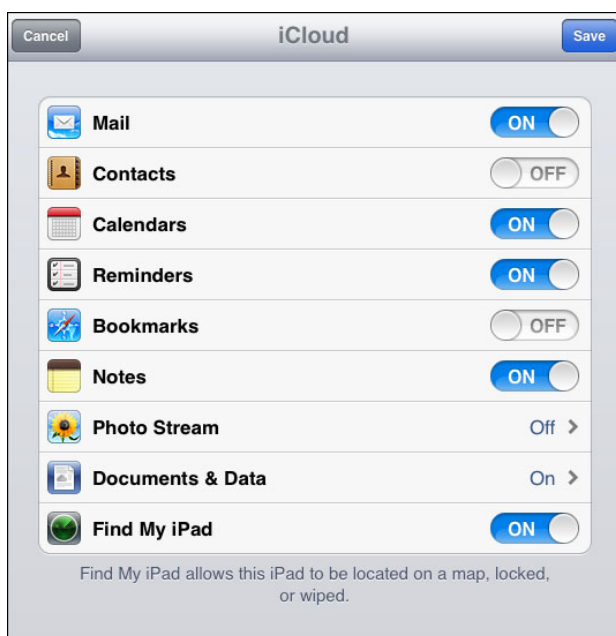 Cancel iCloud Save
Mail ON
Contacts OFF
Calendars ON
Reminders ON
Bookmarks OFF
Notes ON
Photo Stream Off
Documents & Data On
Find My iPad ON
Find My iPad allows this iPad to be located on a map, locked,
or wiped.